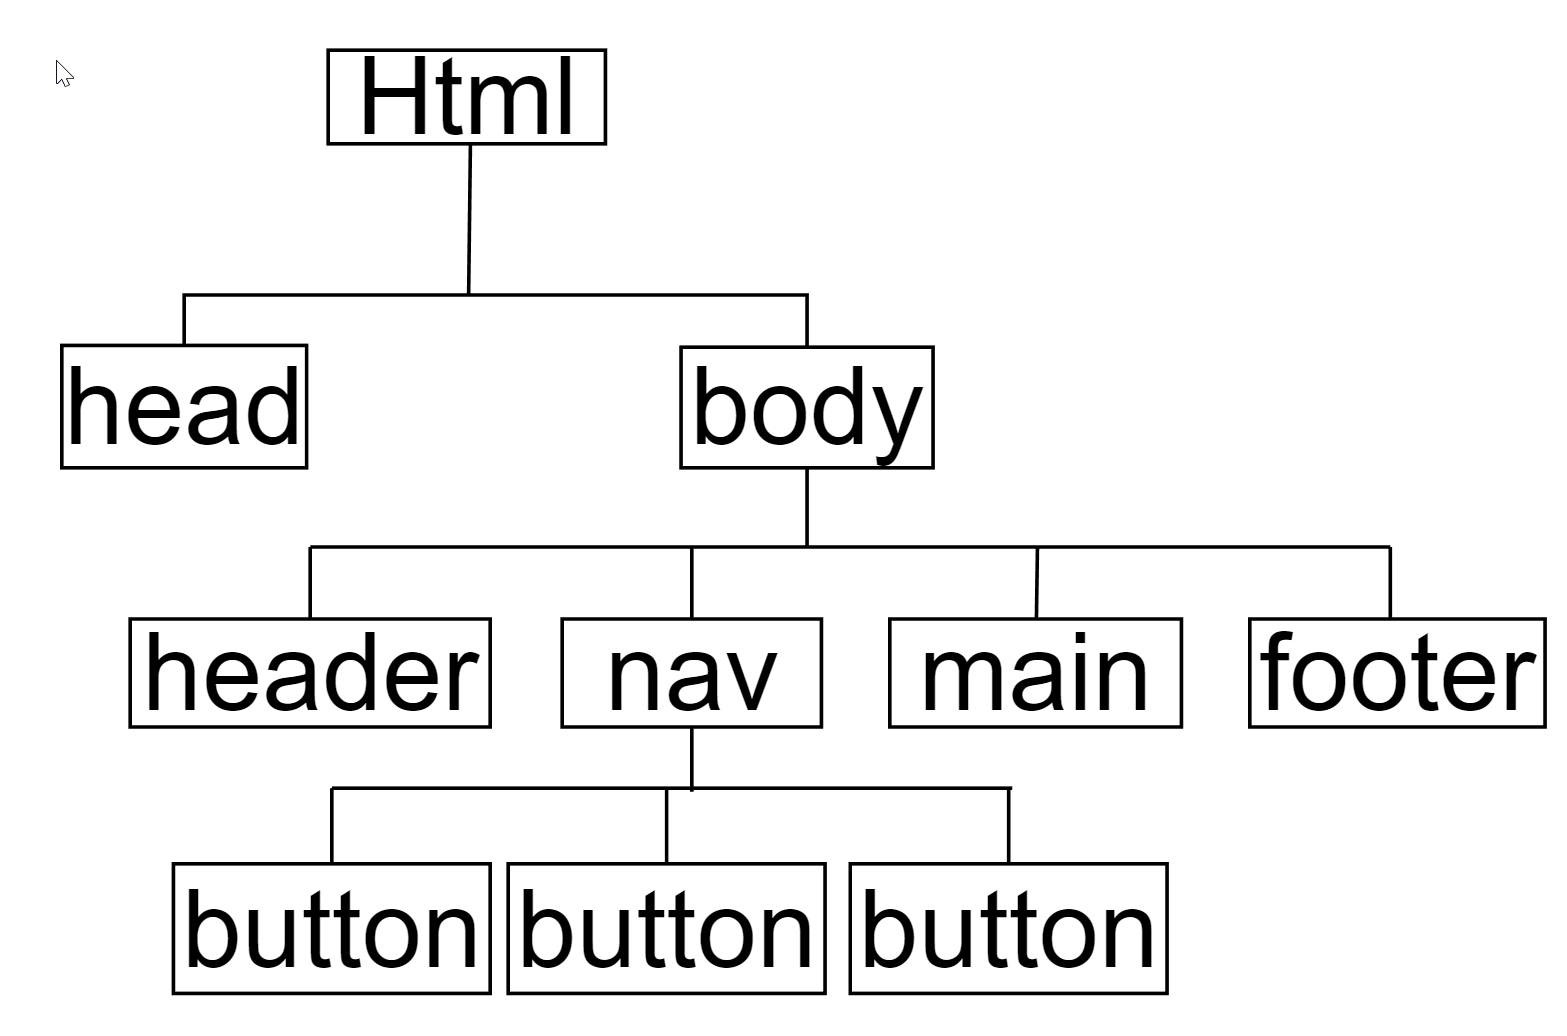 Html
head
body
header
nav
main
footer
button
button
button